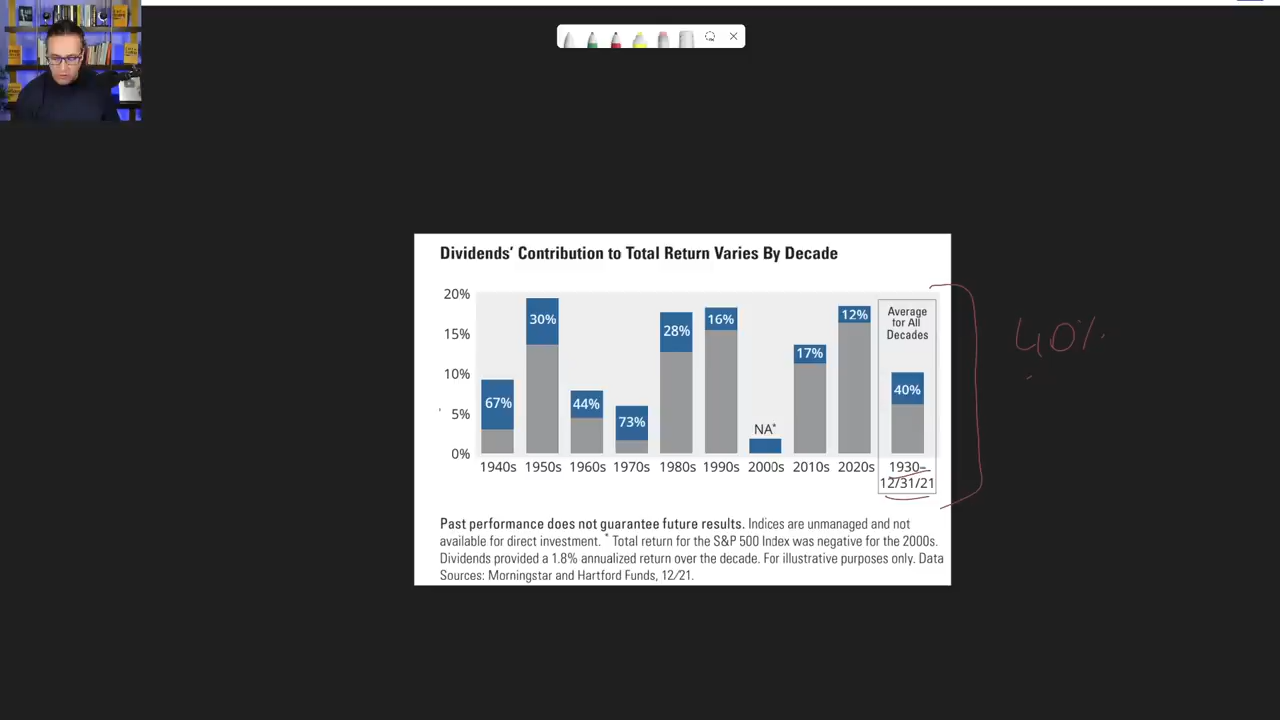 Dividends' Contribution to Total Return Varies By Decade
20%
15%
10%
5%
0%
67%
30%
44%
73%
28%
16%
NA*
17%
12%
Average
for All
Decades
40%
40%
1940s 1950s 1960s 1970s 1980s 1990s 2000s 2010s 2020s 1930–
12/31/21
Past performance does not guarantee future results. Indices are unmanaged and not
available for direct investment. * Total return for the S&P 500 Index was negative for the 2000s.
Dividends provided a 1.8% annualized return over the decade. For illustrative purposes only. Data
Sources: Morningstar and Hartford Funds, 12/21.